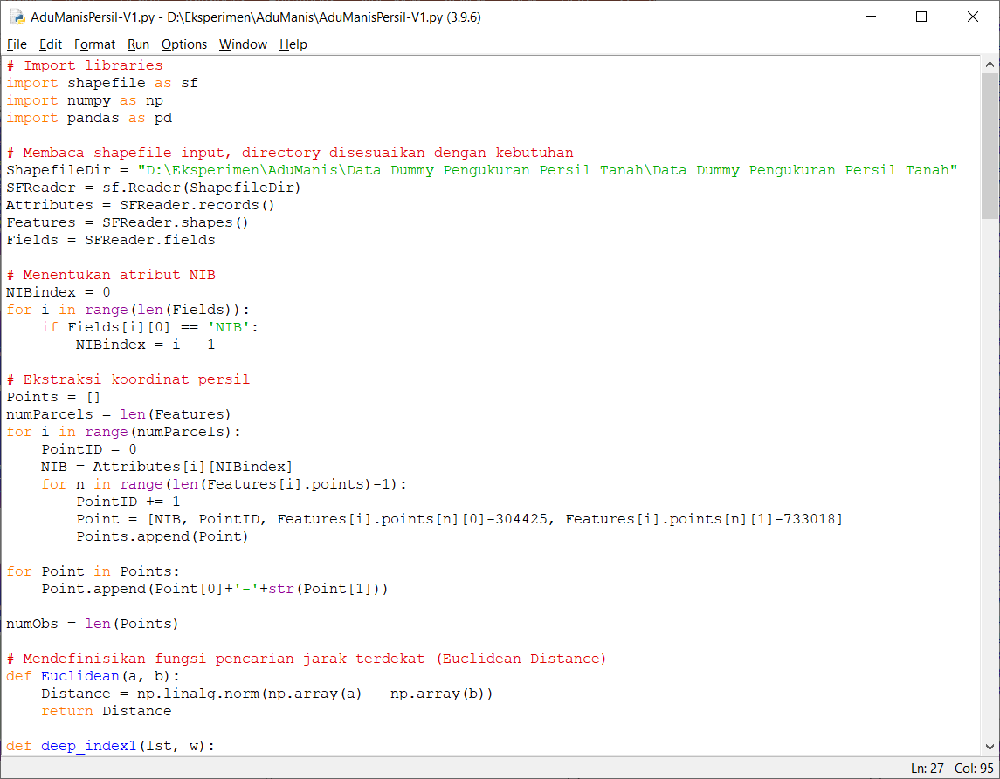 AduManisPersil-V1.py - D:\Eksperimen\AduManis\AduManisPersil-V1.py (3.9.6)
File Edit Format Run Options Window Help
# Import libraries
import shapefile as sf
import numpy as np
import pandas as pd

# Membaca shapefile input, directory disesuaikan dengan kebutuhan
ShapefileDir = "D:\Eksperimen\AduManis\Data Dummy Pengukuran Persil Tanah\Data Dummy Pengukuran Persil Tanah"
SFReader = sf.Reader(ShapefileDir)
Attributes = SFReader.records()
Features = SFReader.shapes()
Fields = SFReader.fields

# Menentukan atribut NIB
NIBindex = 0
for i in range(len(Fields)):
    if Fields[i][0] == 'NIB':
        NIBindex = i - 1

# Ekstraksi koordinat persil
Points = []
numParcels = len(Features)
for i in range(numParcels):
    PointID = 0
    NIB = Attributes[i][NIBindex]
    for n in range(len(Features[i].points)-1):
        PointID += 1
        Point = [NIB, PointID, Features[i].points[n][0]-304425, Features[i].points[n][1]-733018]
        Points.append(Point)

for Point in Points:
    Point.append(Point[0]+'-'+str(Point[1]))

numObs = len(Points)

# Mendefinisikan fungsi pencarian jarak terdekat (Euclidean Distance)
def Euclidean(a, b):
    Distance = np.linalg.norm(np.array(a) - np.array(b))
    return Distance

def deep_index1(lst, w):
Ln: 27 Col: 95